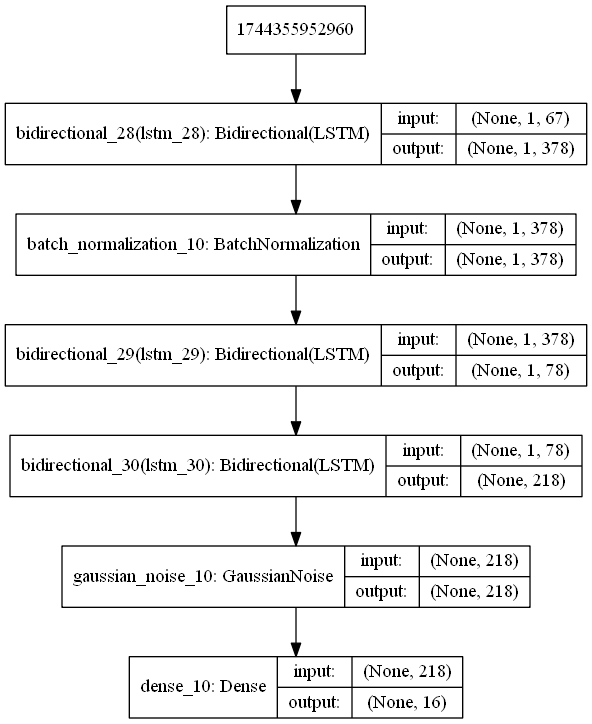 1744355952960
bidirectional_28(lstm_28): Bidirectional(LSTM) input: (None, 1, 67)
output: (None, 1, 378)
batch_normalization_10: BatchNormalization input: (None, 1, 378)
output: (None, 1, 378)
bidirectional_29(lstm_29): Bidirectional(LSTM) input: (None, 1, 378)
output: (None, 1, 78)
bidirectional_30(lstm_30): Bidirectional(LSTM) input: (None, 1, 78)
output: (None, 218)
gaussian_noise_10: GaussianNoise input: (None, 218)
output: (None, 218)
dense_10: Dense input: (None, 218)
output: (None, 16)